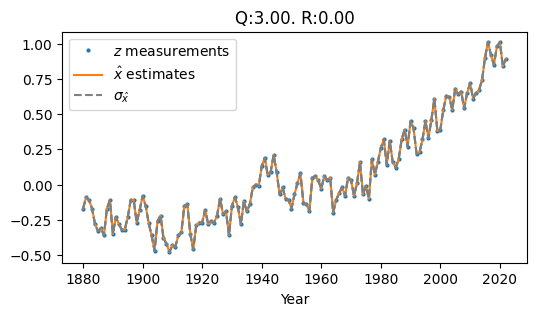 Q:3.00. R:0.00
z measurements
x̂ estimates
σx̂
1.00
0.75
0.50
0.25
0.00
−0.25
−0.50
1880 1900 1920 1940 1960 1980 2000 2020
Year